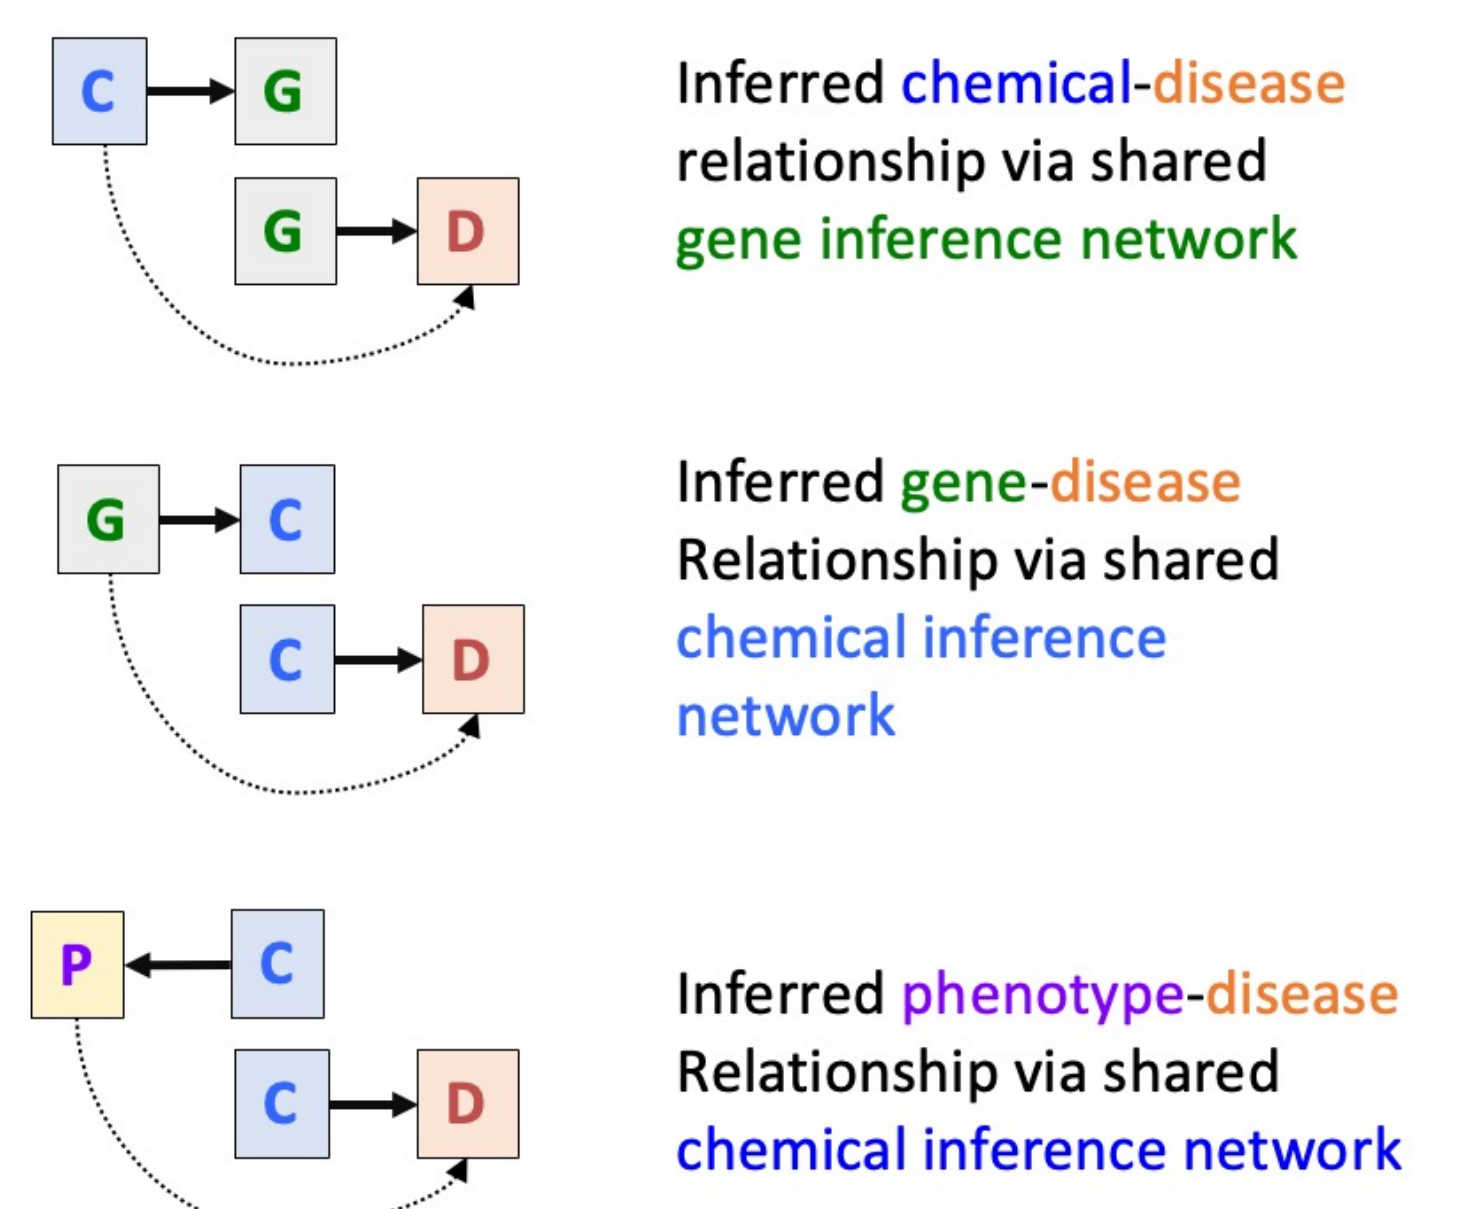 C G
G D
Inferred chemical-disease
relationship via shared
gene inference network
G C
C D
Inferred gene-disease
Relationship via shared
chemical inference
network
P C
C D
Inferred phenotype-disease
Relationship via shared
chemical inference network